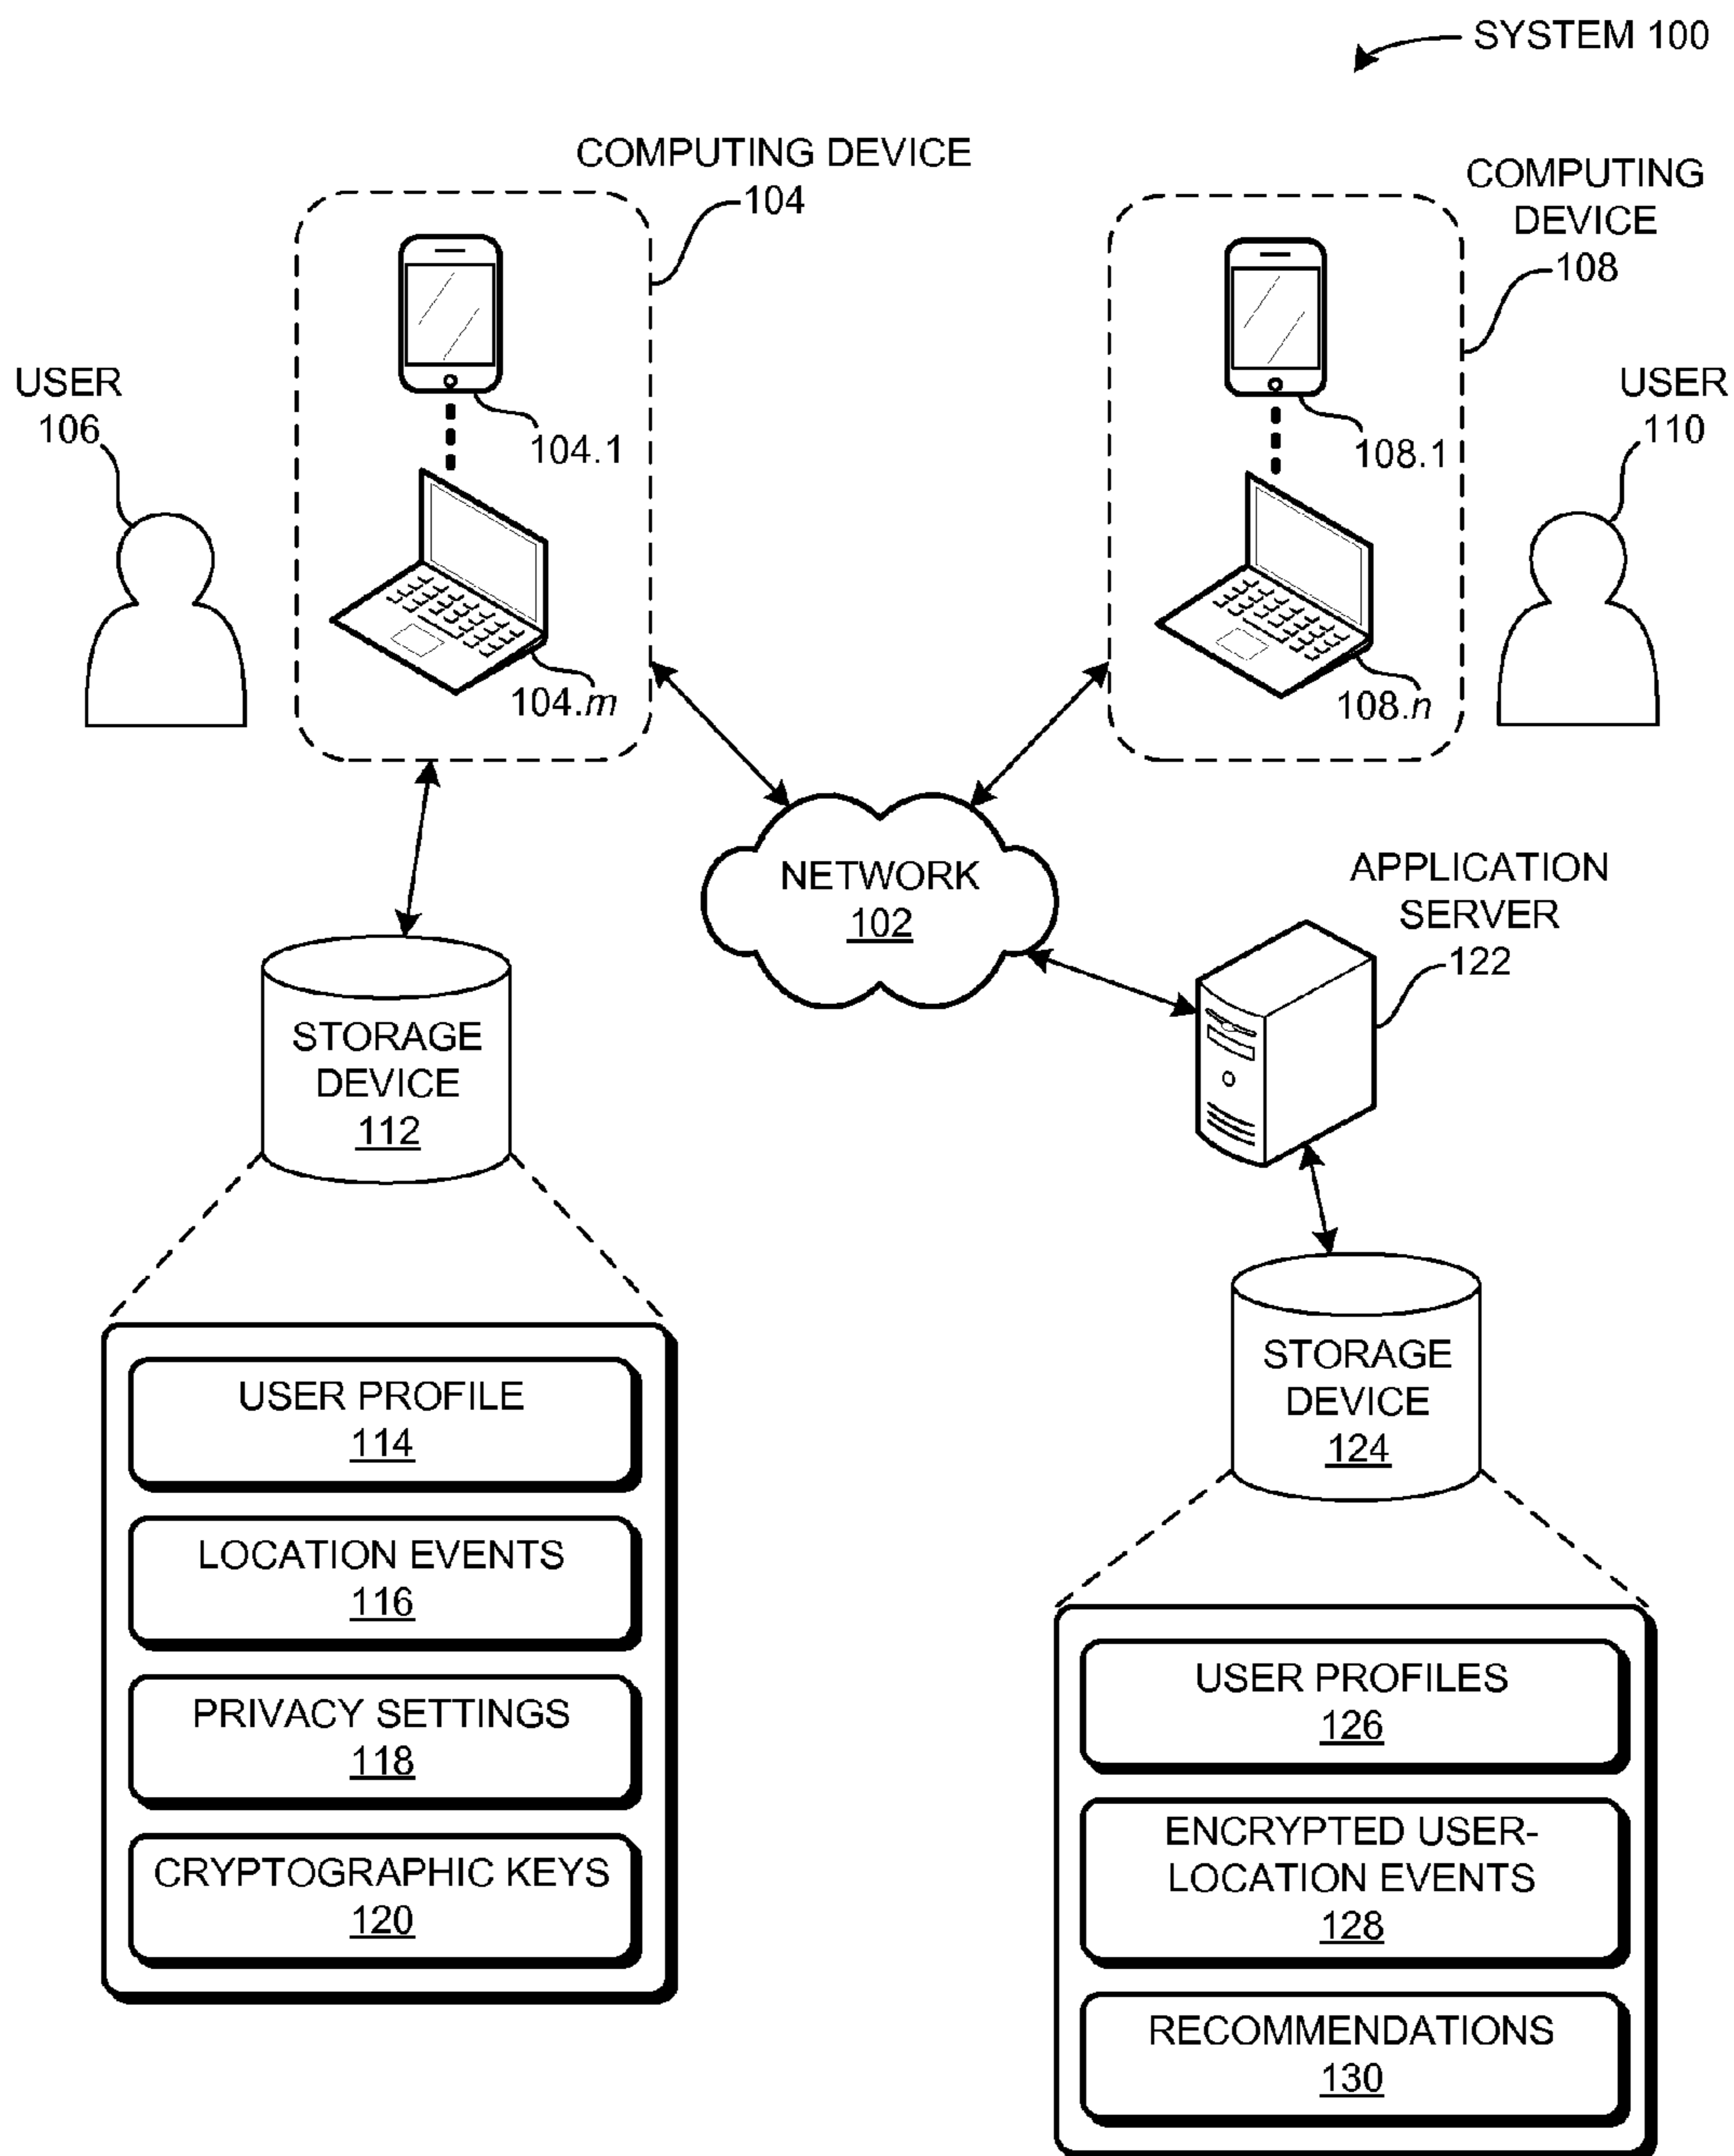 SYSTEM 100
COMPUTING DEVICE
104
COMPUTING
DEVICE
108
USER
106
104.1
104.m
108.1
108.n
USER
110
NETWORK
102
APPLICATION
SERVER
122
STORAGE
DEVICE
112
USER PROFILE
114
LOCATION EVENTS
116
PRIVACY SETTINGS
118
CRYPTOGRAPHIC KEYS
120
STORAGE
DEVICE
124
USER PROFILES
126
ENCRYPTED USER-
LOCATION EVENTS
128
RECOMMENDATIONS
130